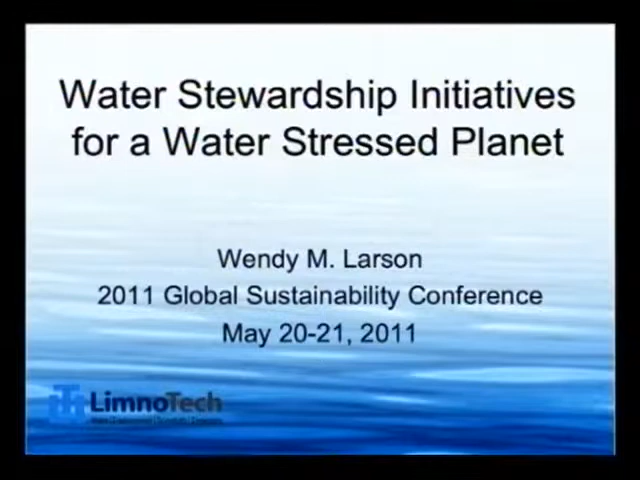 Water Stewardship Initiatives
for a Water Stressed Planet
Wendy M. Larson
2011 Global Sustainability Conference
May 20-21, 2011
LimnoTech